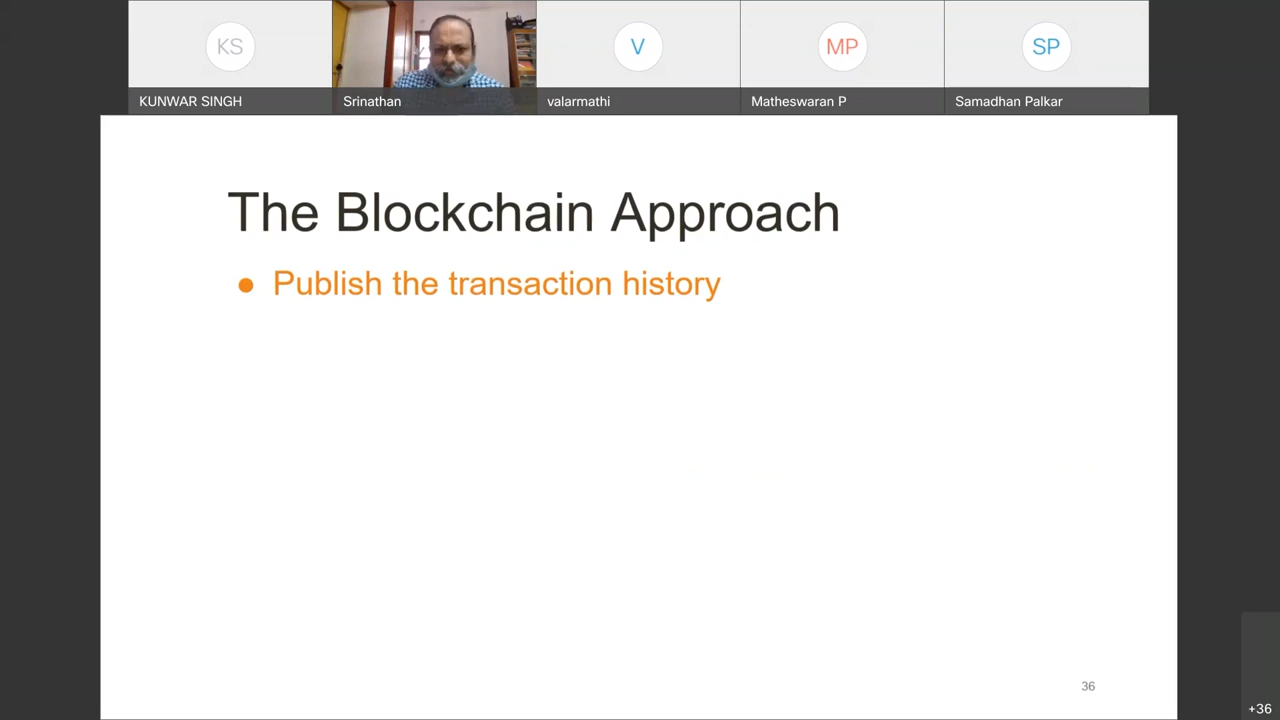 KS
V
MP
SP
KUNWAR SINGH
Srinathan
valarmathi
Matheswaran P
Samadhan Palkar
The Blockchain Approach
● Publish the transaction history
36
+36